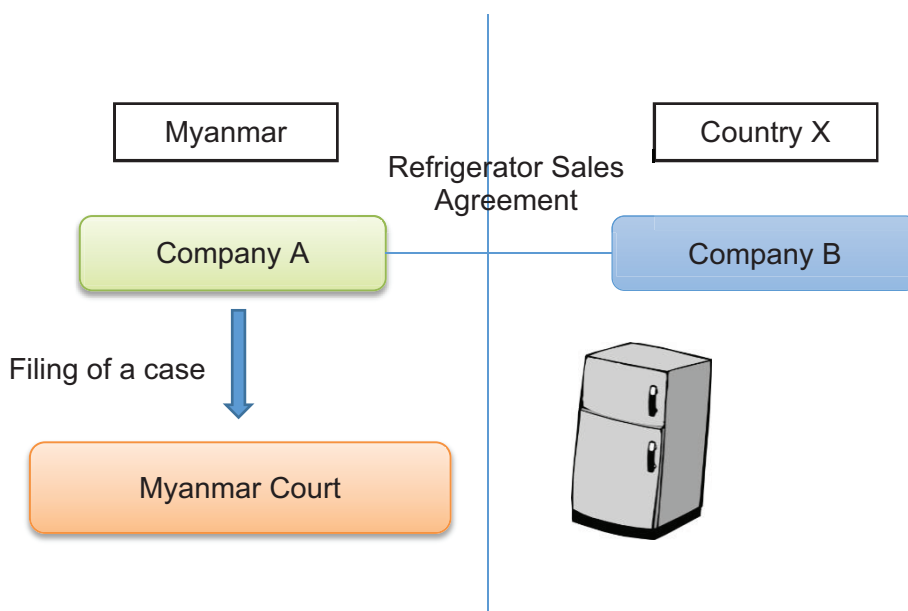 Myanmar
Country X
Refrigerator Sales
Agreement
Company A
Company B
Filing of a case
Myanmar Court